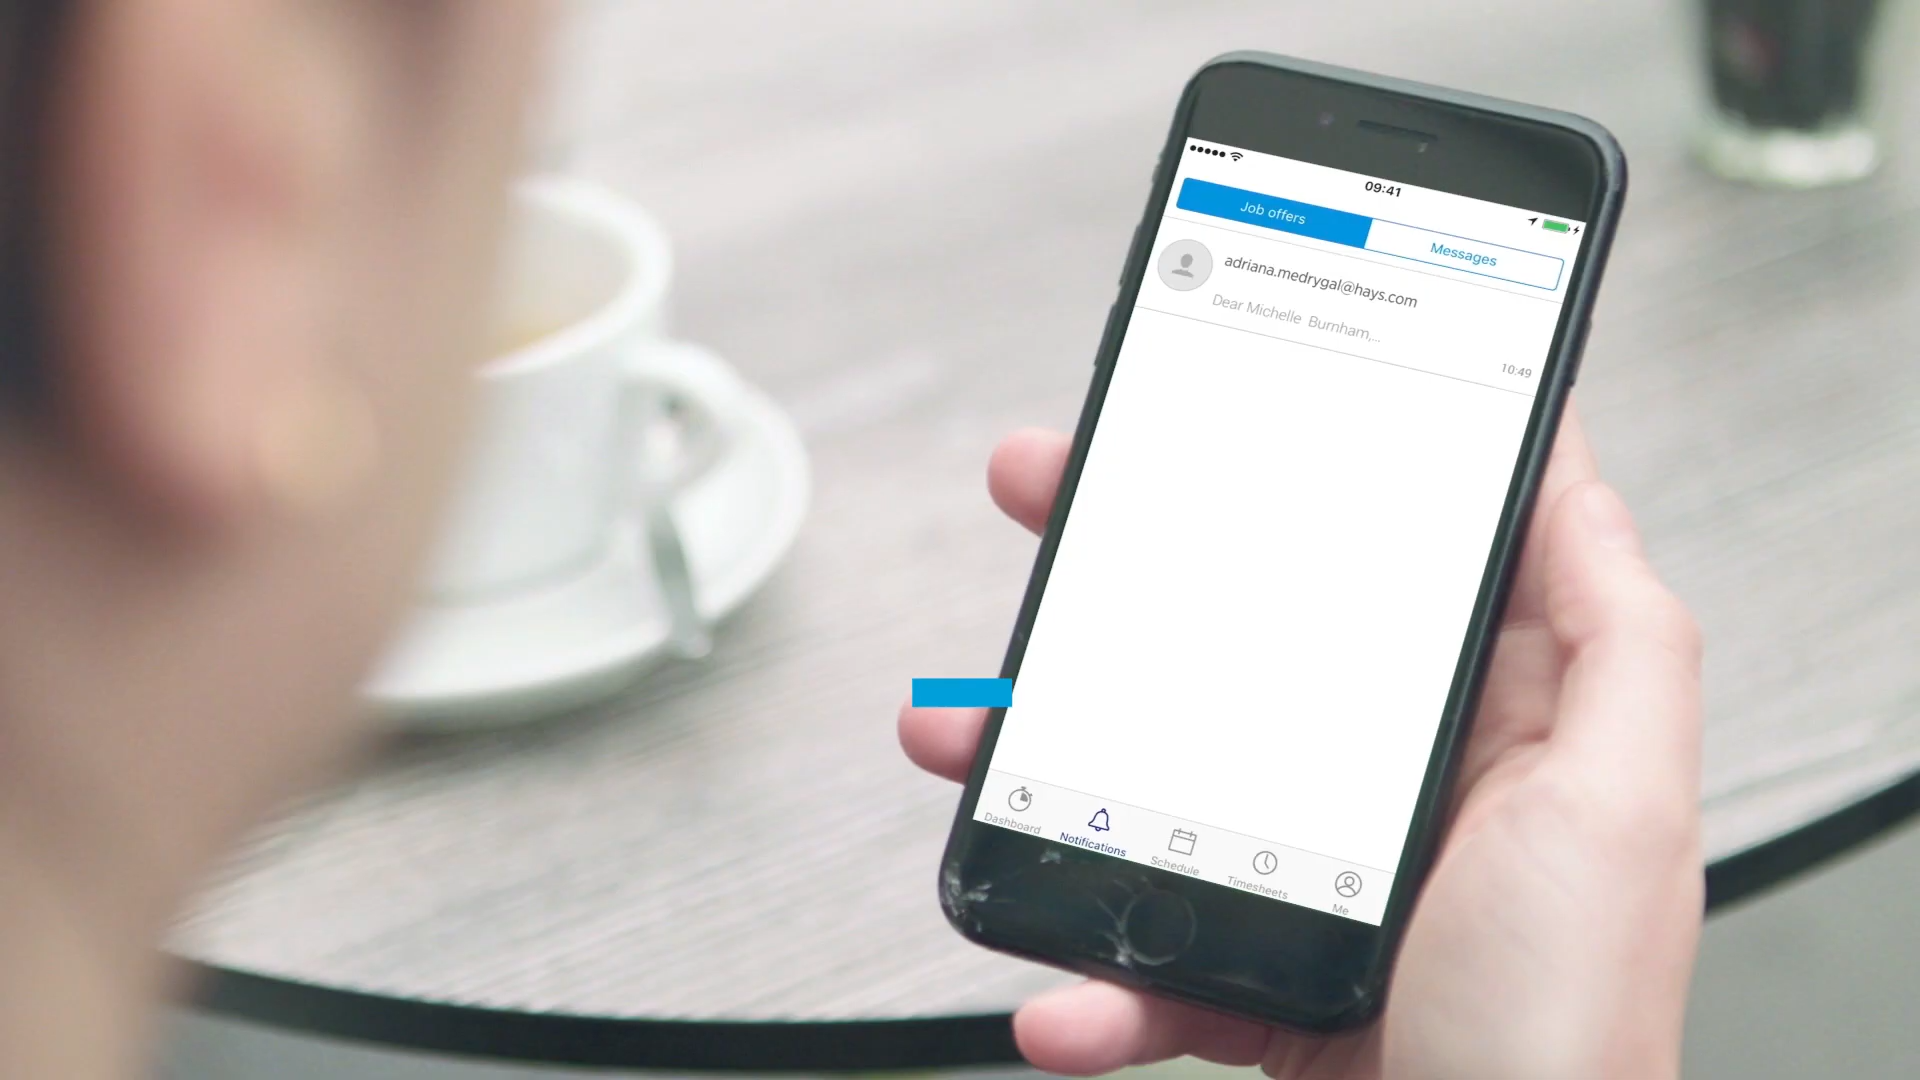 09:41
Job offers
Messages
adriana.medrygal@hays.com
Dear Michelle Burnham,...
10:49
Dashboard
Notifications
Schedule
Timesheets
Me